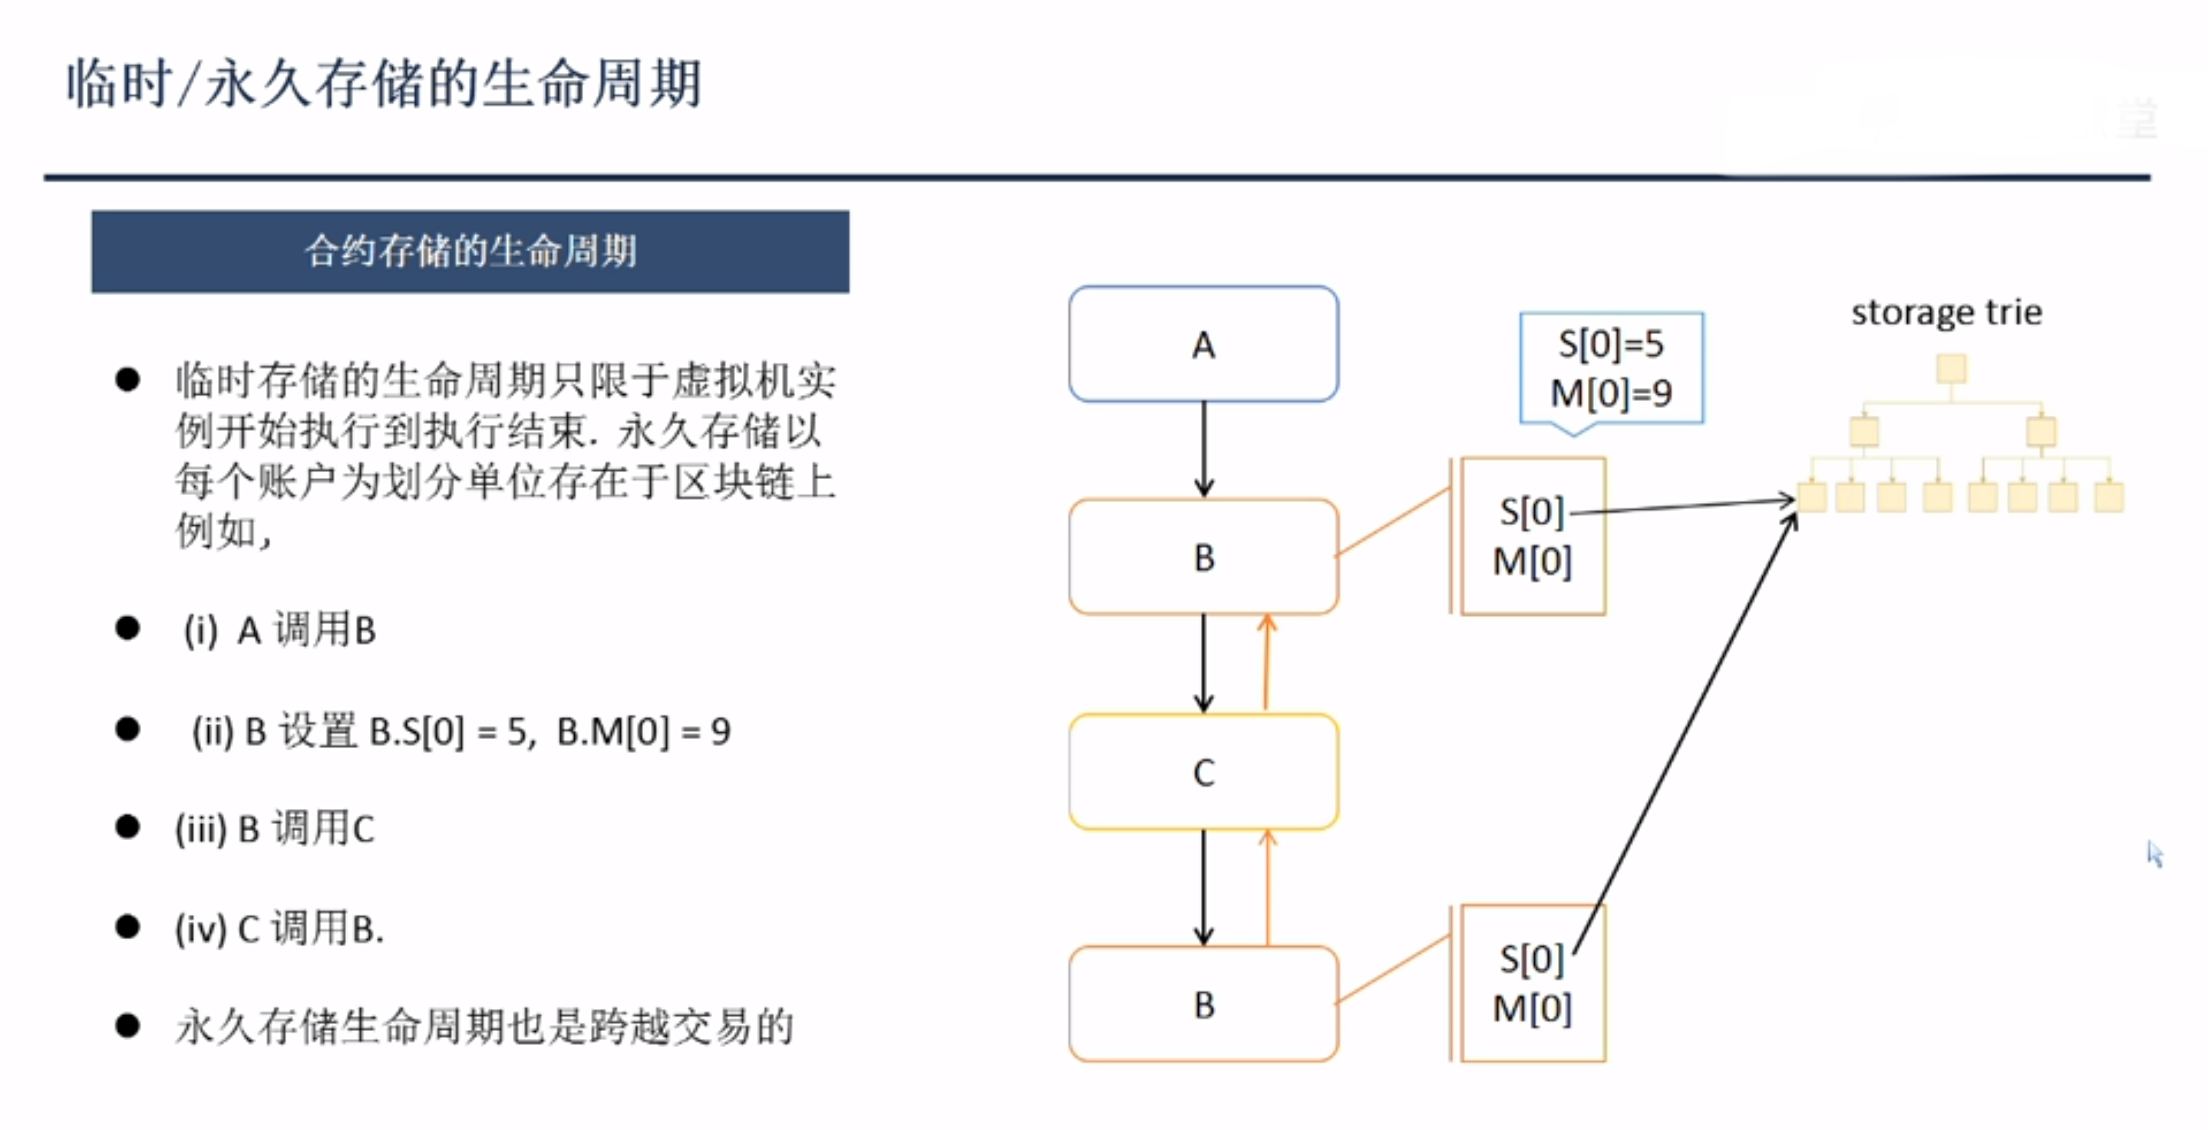 临时/永久存储的生命周期
堂
合约存储的生命周期
临时存储的生命周期只限于虚拟机实
例开始执行到执行结束. 永久存储以
每个账户为划分单位存在于区块链上
例如,
(i) A 调用B
(ii) B 设置 B.S[0] = 5, B.M[0] = 9
(iii) B 调用C
(iv) C 调用B.
永久存储生命周期也是跨越交易的
A
B
C
B
S[0]=5
M[0]=9
S[0]
M[0]
S[0]
M[0]
storage trie